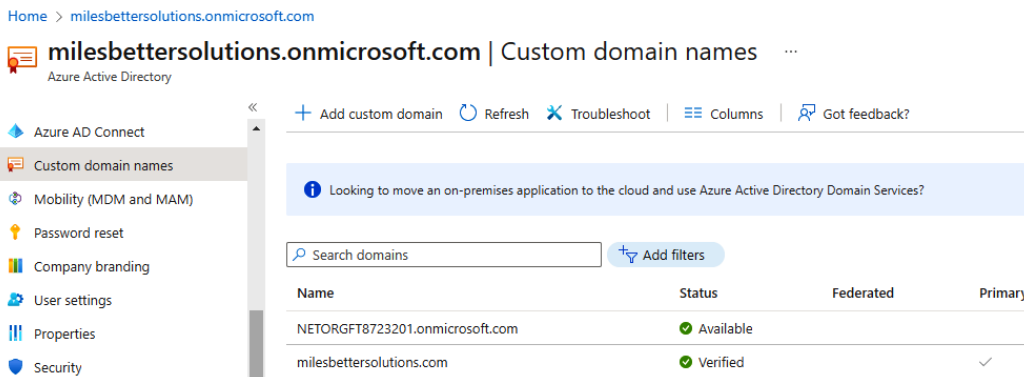 Home > milesbettersolutions.onmicrosoft.com
milesbettersolutions.onmicrosoft.com | Custom domain names ...
Azure Active Directory
«
Azure AD Connect
Custom domain names
Mobility (MDM and MAM)
Password reset
Company branding
User settings
Properties
Security
+ Add custom domain Refresh Troubleshoot Columns Got feedback?
Looking to move an on-premises application to the cloud and use Azure Active Directory Domain Services?
Search domains Add filters
Name Status Federated Primary
NETORGFT8723201.onmicrosoft.com Available
milesbettersolutions.com Verified